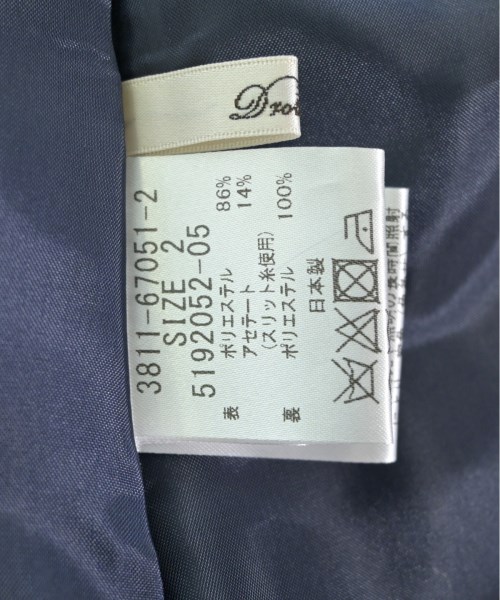 Droi
3811-67051-2
SIZE 2
5192052-05
表 ポリエステル 86%
アセテート 14%
(スリット糸使用)
裏 ポリエステル 100%
日本製